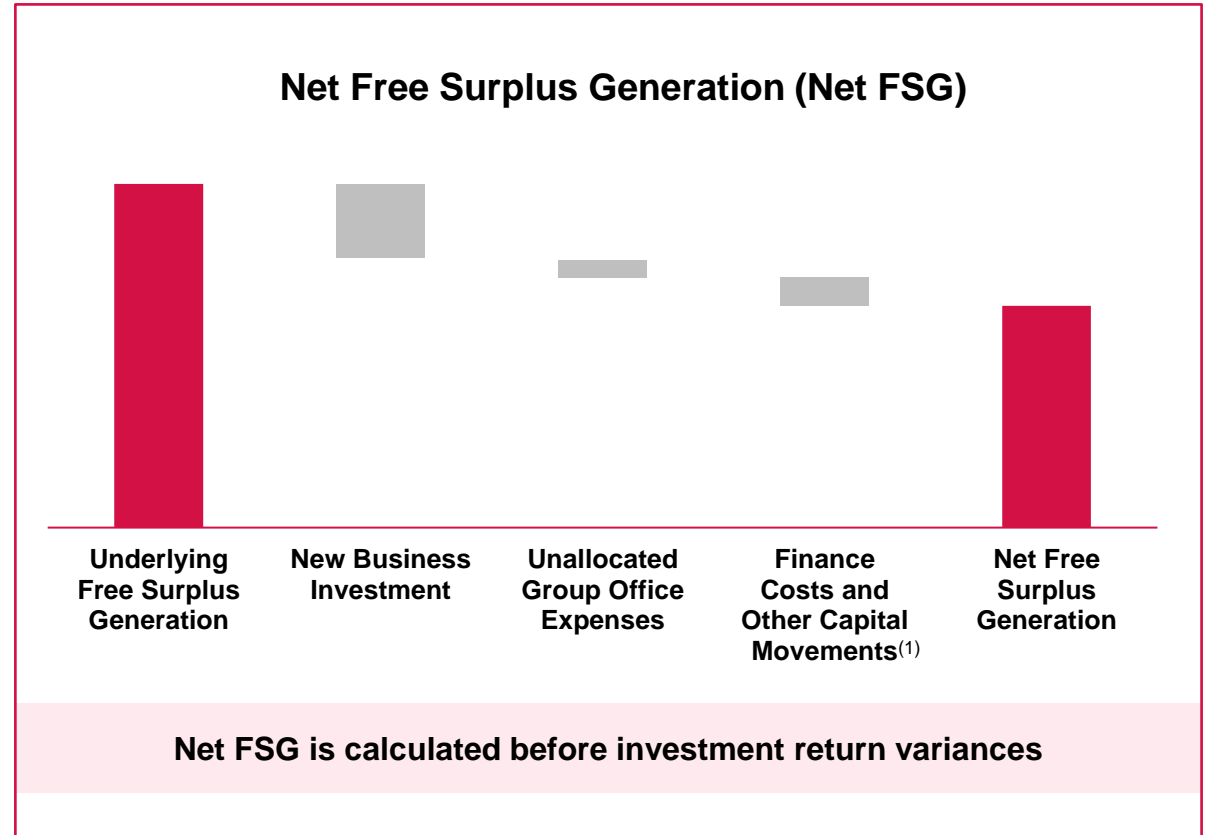 Net Free Surplus Generation (Net FSG)
Underlying
Free Surplus
Generation
New Business
Investment
Unallocated
Group Office
Expenses
Finance
Costs and
Other Capital
Movements(1)
Net Free
Surplus
Generation
Net FSG is calculated before investment return variances